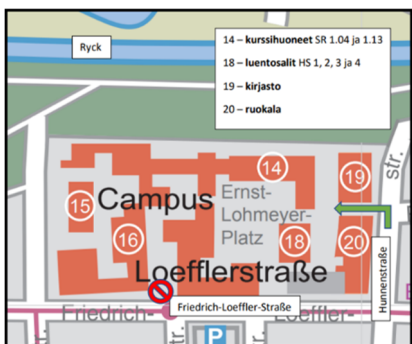 Ryck
14 – kurssihuoneet SR 1.04 ja 1.13
18 – luentosalit HS 1, 2, 3 ja 4
19 – kirjasto
20 – ruokala
14
19
str.
15
Campus
Ernst-
Lohmeyer-
Platz
16
18
20
Hunnenstraße
Loefflerstraße
Friedrich-Loeffler-Straße
Friedrich-
Loeffler-
str.
P